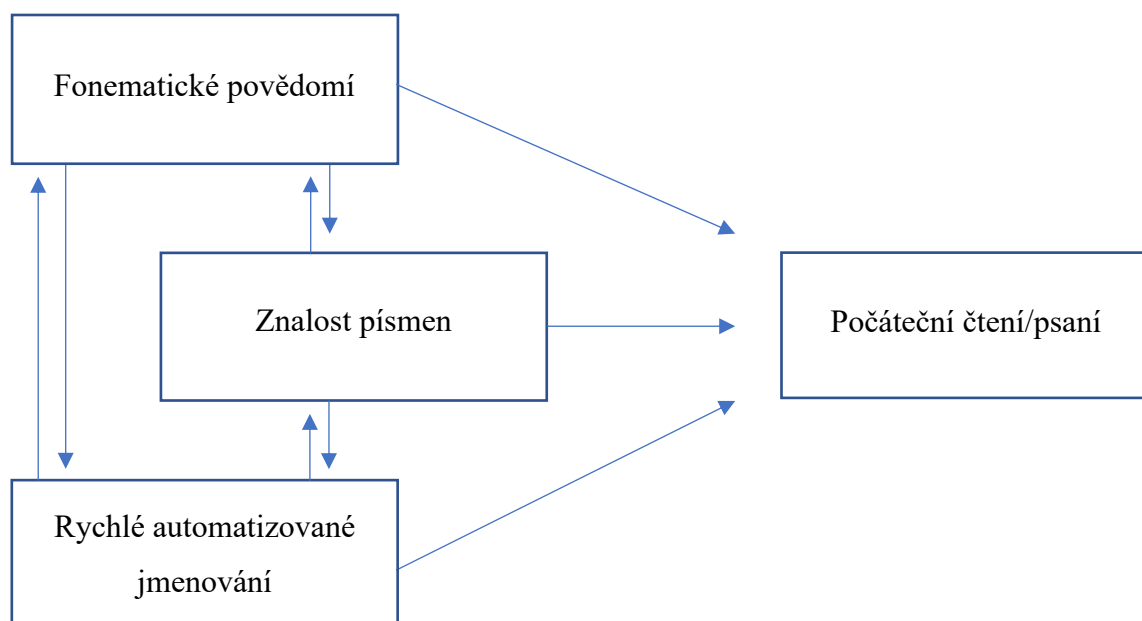 Fonematické povědomí
Znalost písmen
Počáteční čtení/psaní
Rychlé automatizované
jmenování